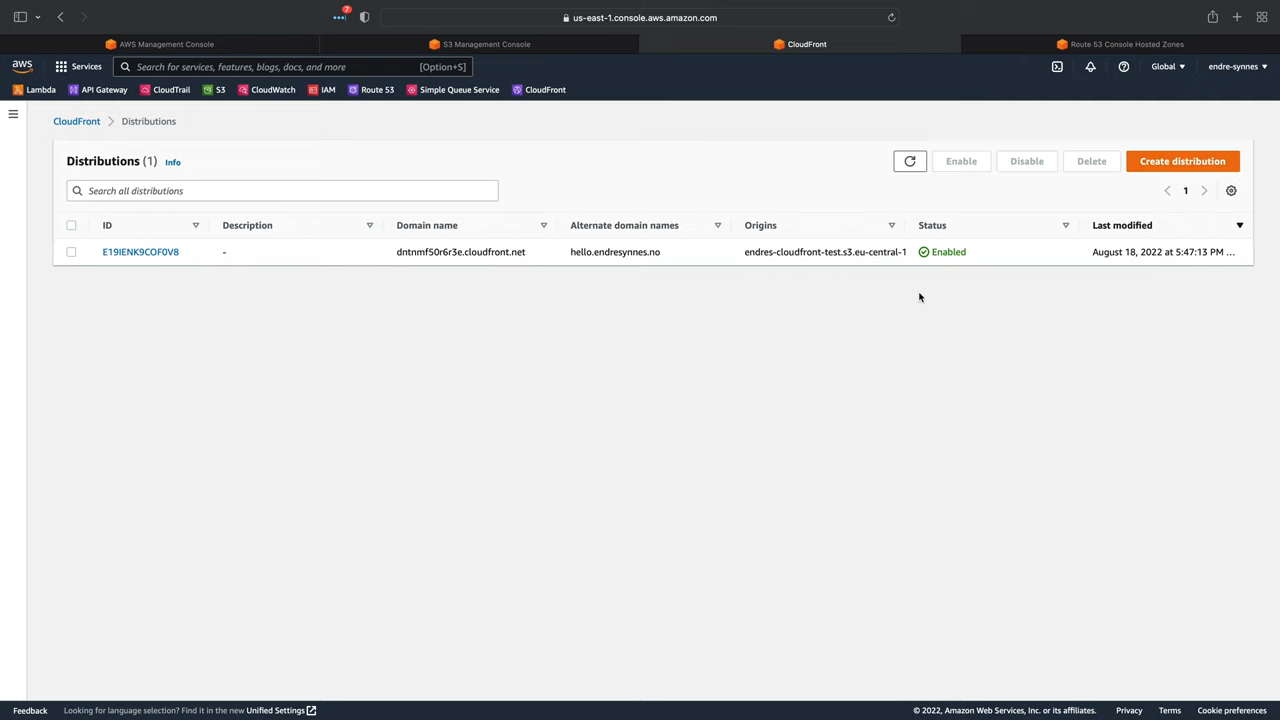 7
us-east-1.console.aws.amazon.com
AWS Management Console
S3 Management Console
CloudFront
Route 53 Console Hosted Zones
aws
Services
Search for services, features, blogs, docs, and more
[Option+S]
Global
endre-synnes
Lambda
API Gateway
CloudTrail
S3
CloudWatch
IAM
Route 53
Simple Queue Service
CloudFront
CloudFront
Distributions
Distributions (1)
Info
Enable
Disable
Delete
Create distribution
Search all distributions
1
ID
Description
Domain name
Alternate domain names
Origins
Status
Last modified
E19IENK9COF0V8
-
dntnmf50r6r3e.cloudfront.net
hello.endresynnes.no
endres-cloudfront-test.s3.eu-central-1
Enabled
August 18, 2022 at 5:47:13 PM ...
Feedback
Looking for language selection? Find it in the new Unified Settings
© 2022, Amazon Web Services, Inc. or its affiliates.
Privacy
Terms
Cookie preferences